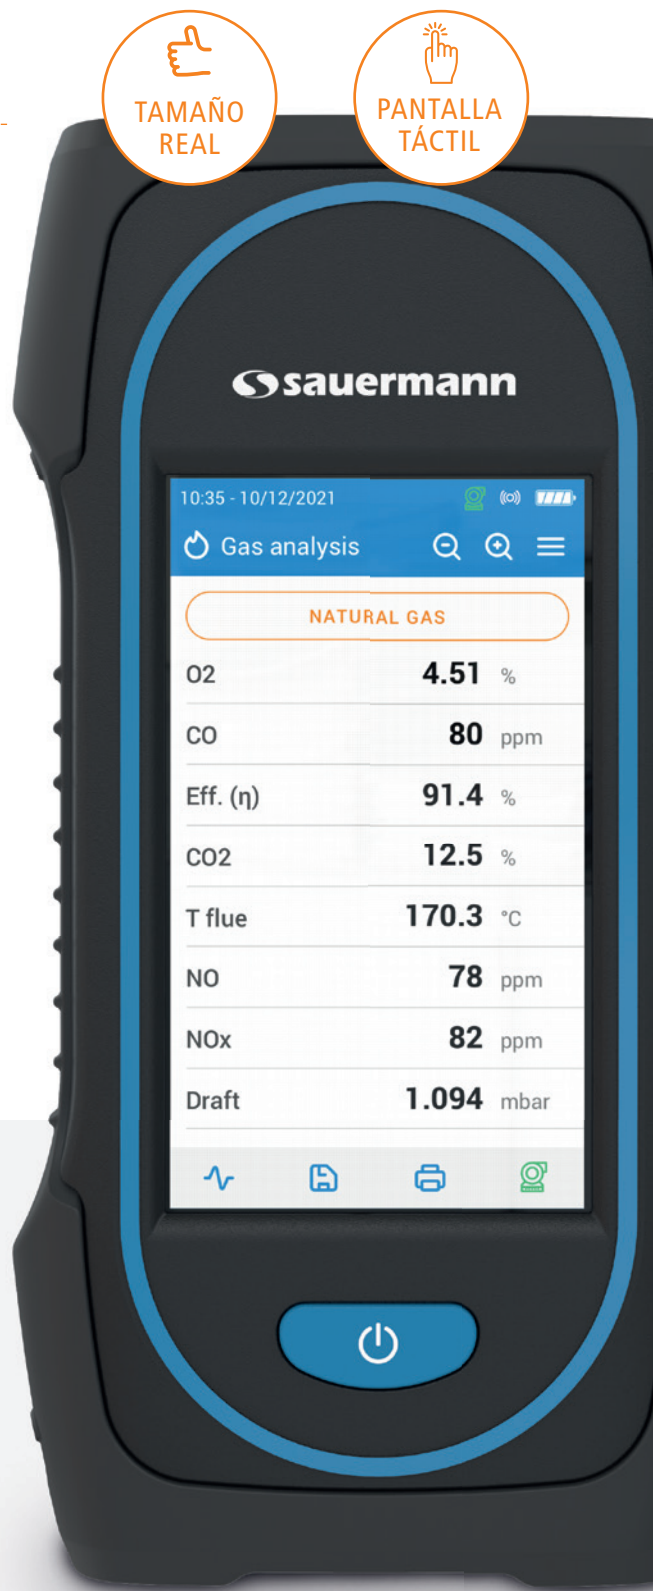 TAMAÑO
REAL
PANTALLA
TÁCTIL
sauermann
10:35 - 10/12/2021
Gas analysis
NATURAL GAS
O2 4.51 %
CO 80 ppm
Eff. (η) 91.4 %
CO2 12.5 %
T flue 170.3 °C
NO 78 ppm
NOx 82 ppm
Draft 1.094 mbar